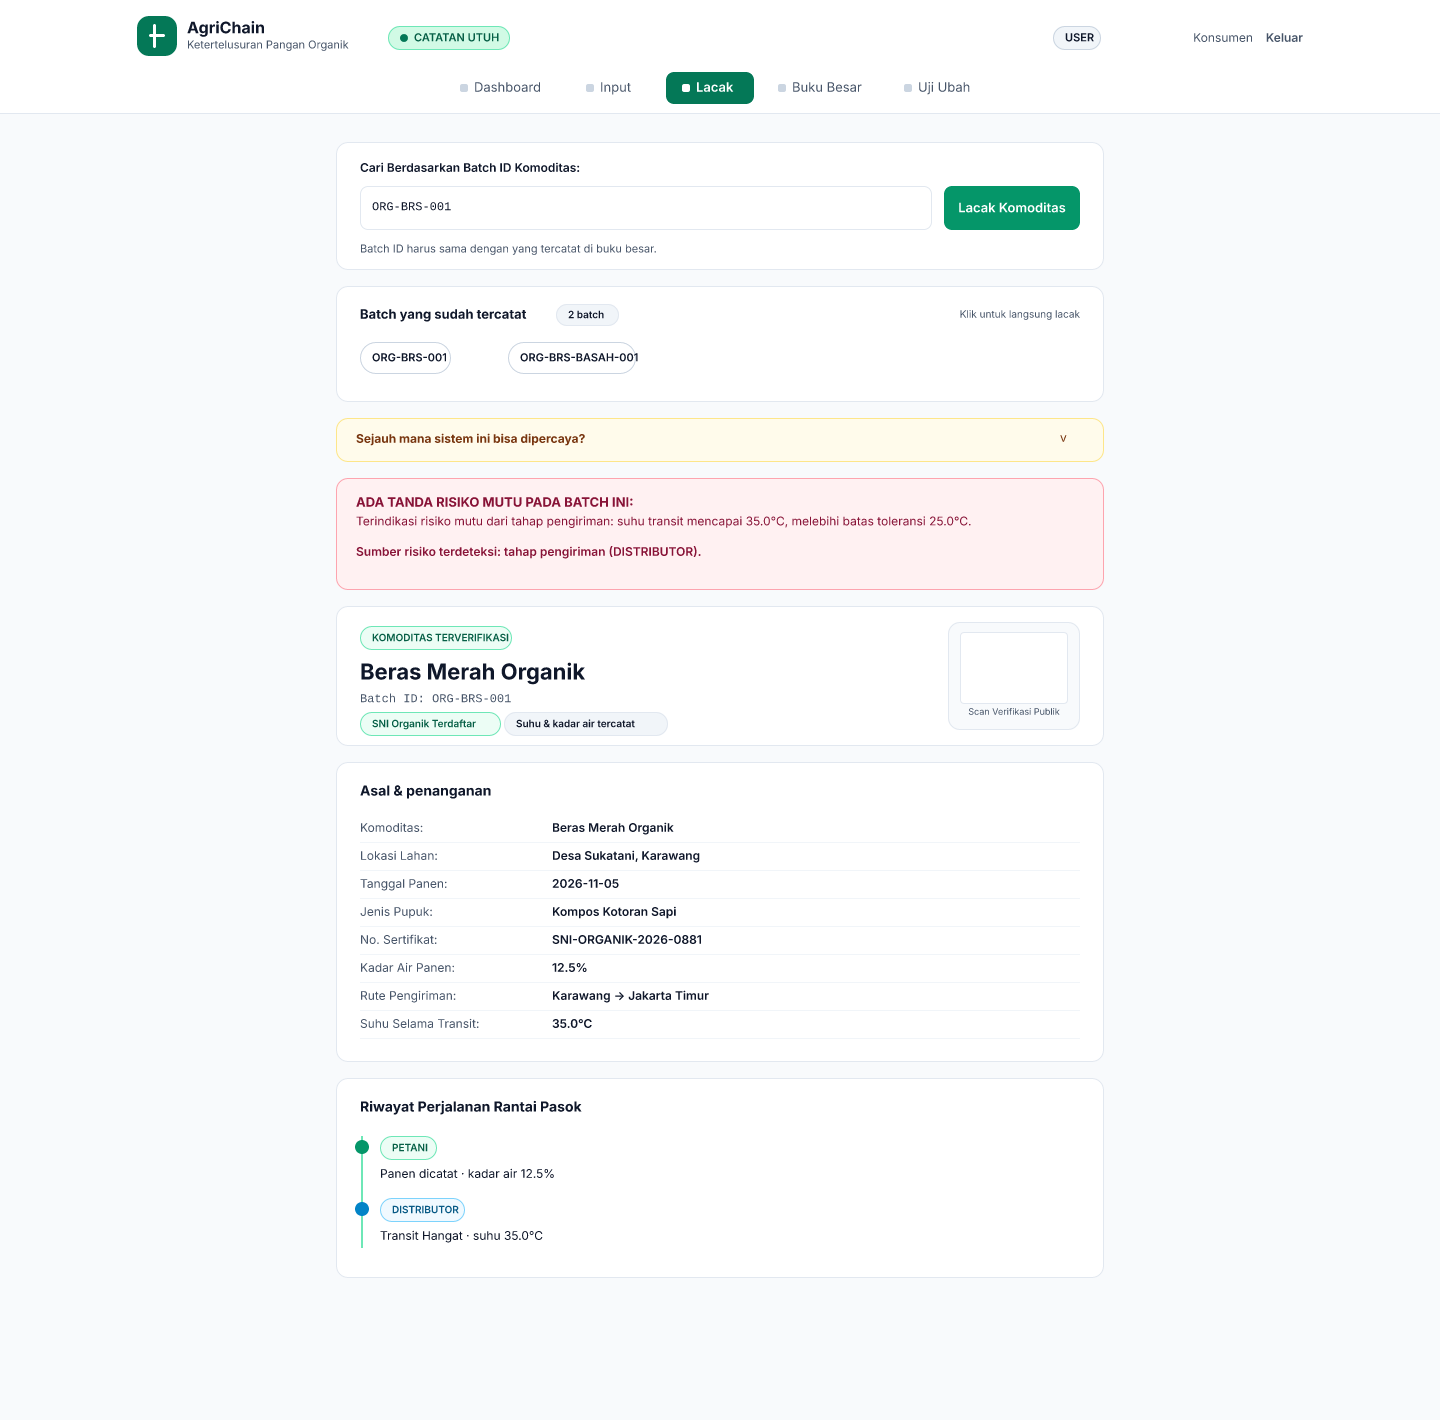 AgriChain
Ketertelusuran Pangan Organik
CATATAN UTUH
USER
Konsumen
Keluar
Dashboard
Input
Lacak
Buku Besar
Uji Ubah
Cari Berdasarkan Batch ID Komoditas:
ORG-BRS-001
Lacak Komoditas
Batch ID harus sama dengan yang tercatat di buku besar.
Batch yang sudah tercatat
2 batch
Klik untuk langsung lacak
ORG-BRS-001
ORG-BRS-BASAH-001
Sejauh mana sistem ini bisa dipercaya?
v
ADA TANDA RISIKO MUTU PADA BATCH INI:
Terindikasi risiko mutu dari tahap pengiriman: suhu transit mencapai 35.0°C, melebihi batas toleransi 25.0°C.
Sumber risiko terdeteksi: tahap pengiriman (DISTRIBUTOR).
KOMODITAS TERVERIFIKASI
Beras Merah Organik
Batch ID: ORG-BRS-001
SNI Organik Terdaftar
Suhu & kadar air tercatat
Scan Verifikasi Publik
Asal & penanganan
Komoditas: Beras Merah Organik
Lokasi Lahan: Desa Sukatani, Karawang
Tanggal Panen: 2026-11-05
Jenis Pupuk: Kompos Kotoran Sapi
No. Sertifikat: SNI-ORGANIK-2026-0881
Kadar Air Panen: 12.5%
Rute Pengiriman: Karawang → Jakarta Timur
Suhu Selama Transit: 35.0°C
Riwayat Perjalanan Rantai Pasok
PETANI
Panen dicatat · kadar air 12.5%
DISTRIBUTOR
Transit Hangat · suhu 35.0°C